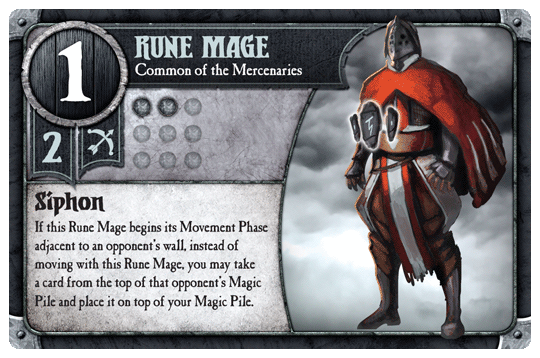 1
RUNE MAGE
Common of the Mercenaries
2
Siphon
If this Rune Mage begins its Movement Phase
adjacent to an opponent's wall, instead of
moving with this Rune Mage, you may take
a card from the top of that opponent's Magic
Pile and place it on top of your Magic Pile.